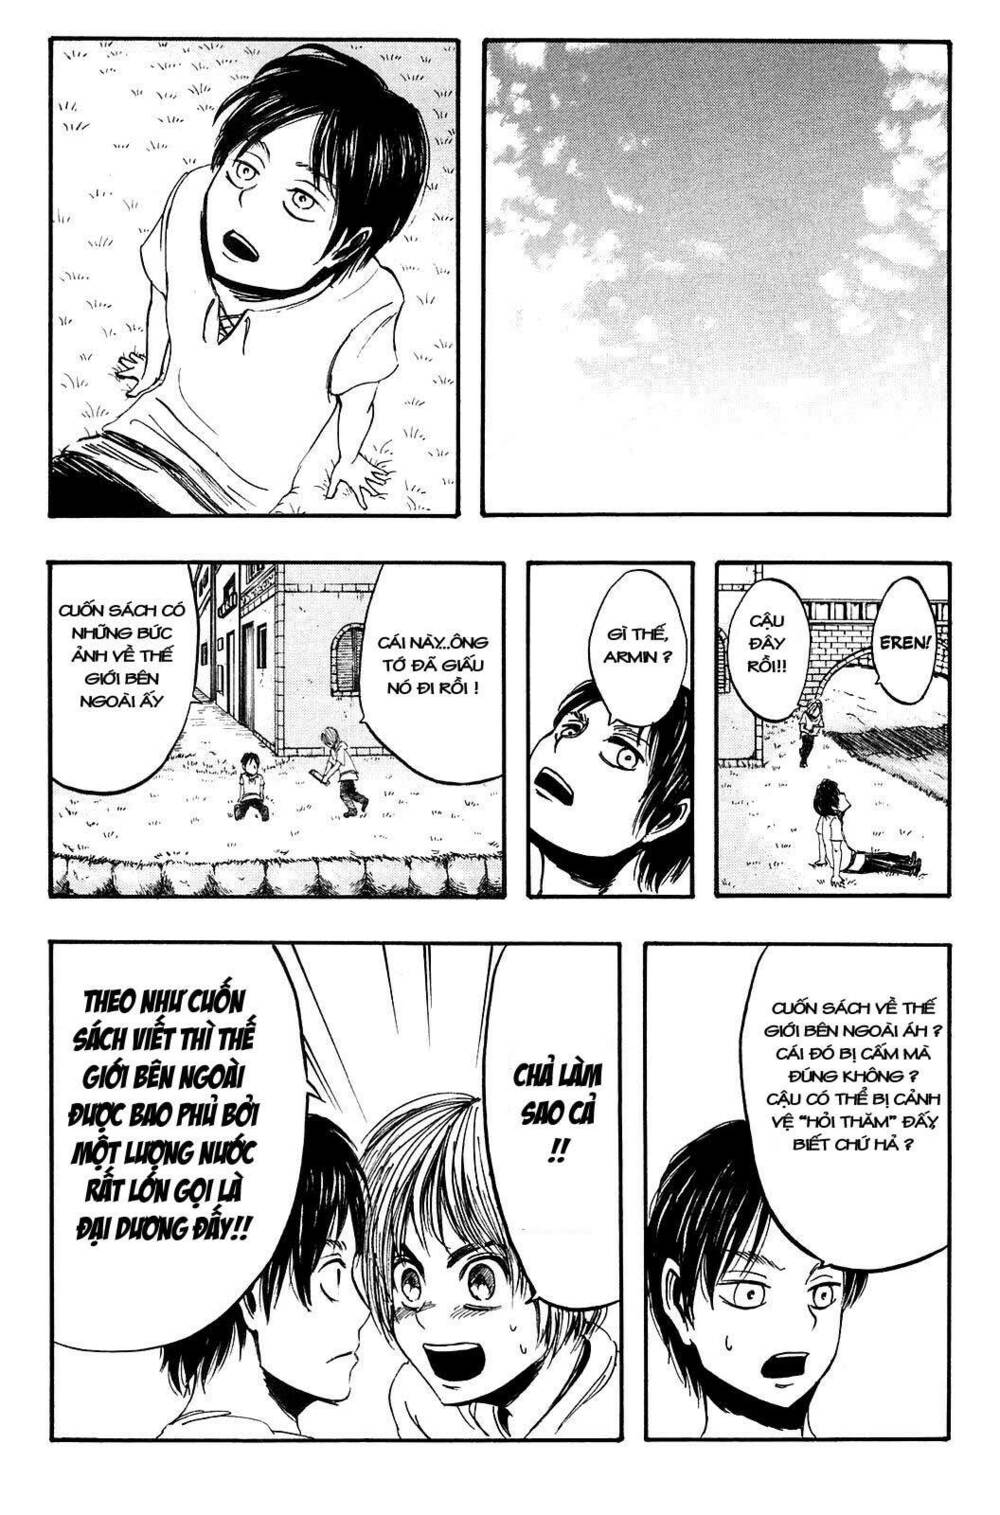 EREN!
CẬU
ĐÂY
RỒI!!
GÌ THẾ,
ARMIN ?
CÁI NÀY...ÔNG
TỚ ĐÃ GIẤU
NÓ ĐI RỒI !
CUỐN SÁCH CÓ
NHỮNG BỨC
ẢNH VỀ THẾ
GIỚI BÊN
NGOÀI ẤY
CUỐN SÁCH VỀ THẾ
GIỚI BÊN NGOÀI ÁH ?
CÁI ĐÓ BỊ CẤM MÀ
ĐÚNG KHÔNG ?
CẬU CÓ THỂ BỊ CẢNH
VỆ “HỎI THĂM” ĐẤY,
BIẾT CHỨ HẢ ?
CHẢ LÀM
SAO CẢ
!!
THEO NHƯ CUỐN
SÁCH VIẾT THÌ THẾ
GIỚI BÊN NGOÀI
ĐƯỢC BAO PHỦ BỞI
MỘT LƯỢNG NƯỚC
RẤT LỚN GỌI LÀ
ĐẠI DƯƠNG ĐẤY!!